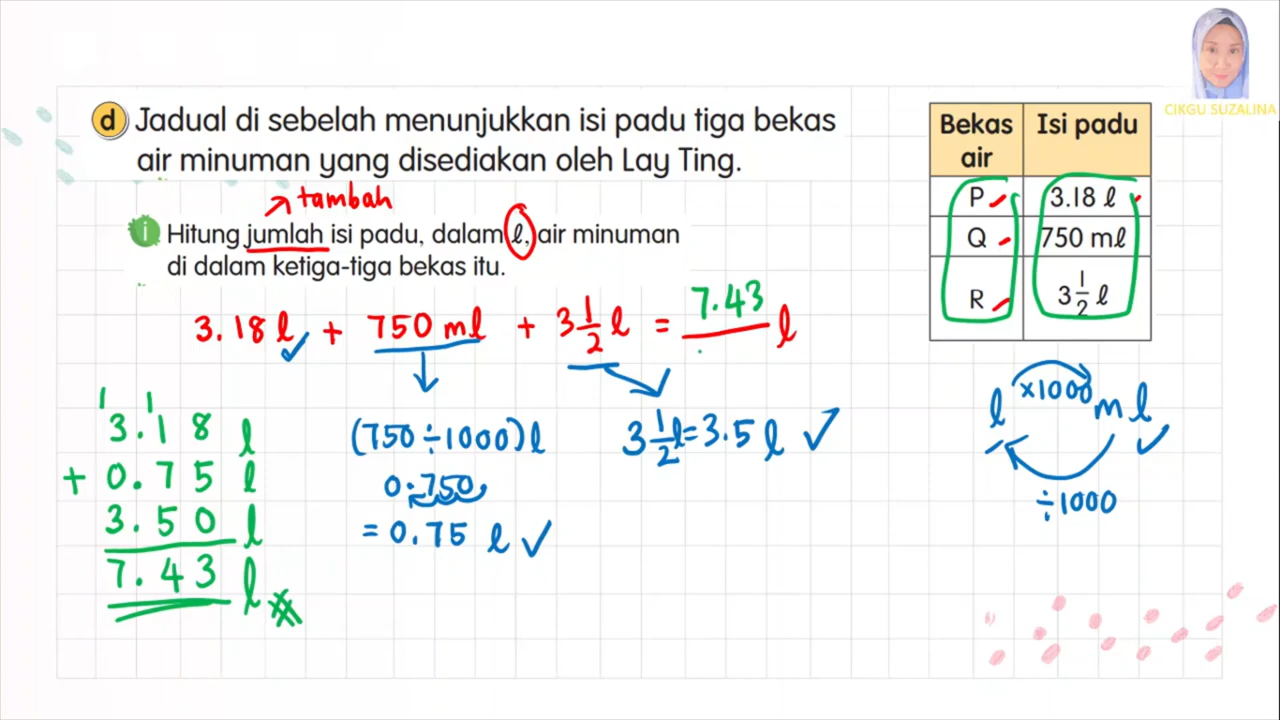 CIKGU SUZALINA
d Jadual di sebelah menunjukkan isi padu tiga bekas
air minuman yang disediakan oleh Lay Ting.
Bekas air Isi padu
P 3.18 l
Q 750 ml
R 3 1/2 l
tambah
i Hitung jumlah isi padu, dalam l, air minuman
di dalam ketiga-tiga bekas itu.
3.18 l + 750 ml + 3 1/2 l = 7.43 l
1 1
3.18 l
+ 0.75 l
3.50 l
7.43 l
(750 ÷ 1000) l
0.750
= 0.75 l
3 1/2 l = 3.5 l
×1000
l ml
÷1000